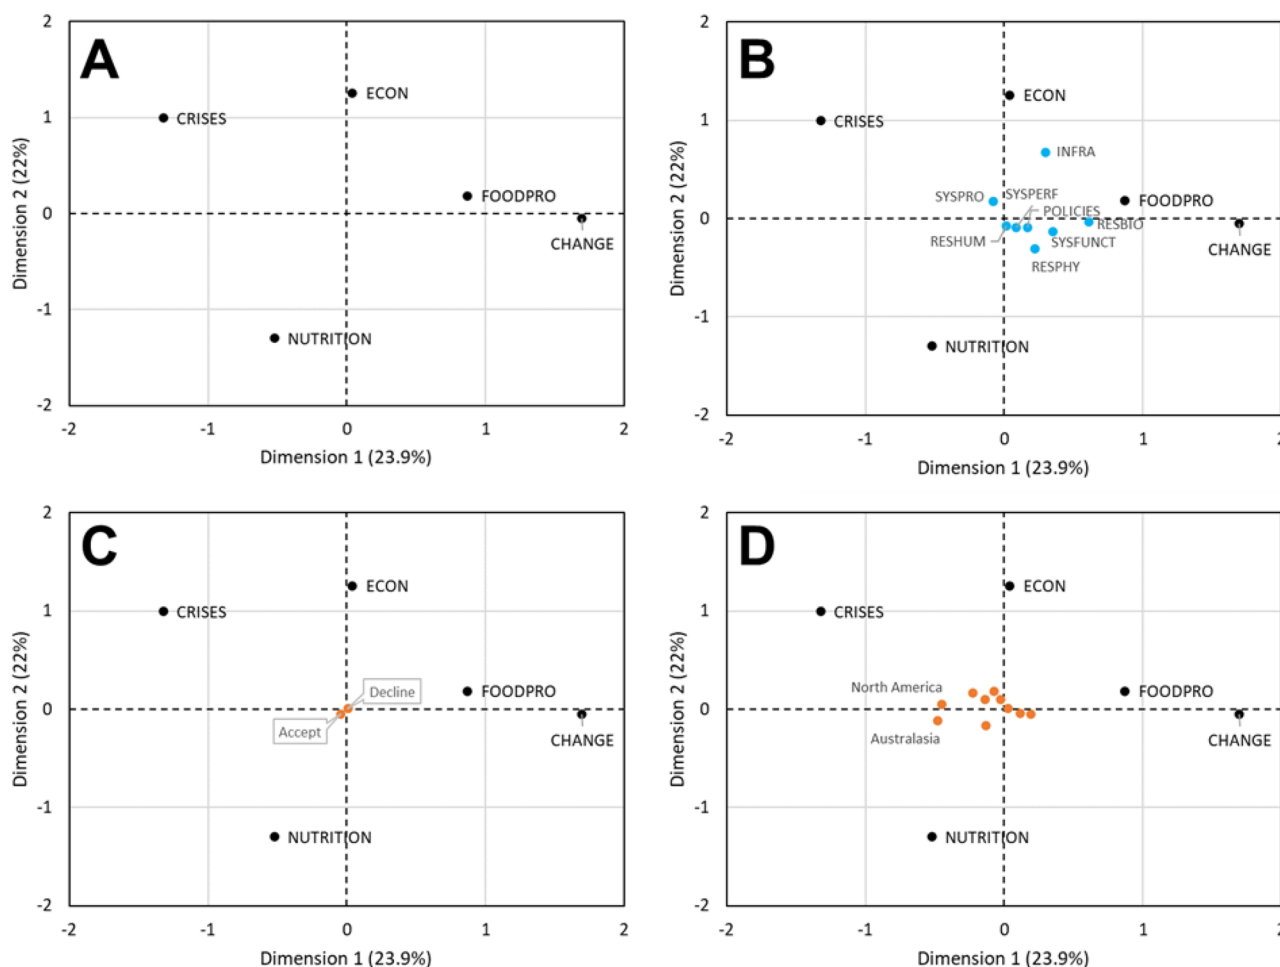 A
2
1
0
-1
-2
-2
-1
0
1
2
Dimension 2 (22%)
Dimension 1 (23.9%)
ECON
CRISES
FOODPRO
CHANGE
NUTRITION
B
2
1
0
-1
-2
-2
-1
0
1
2
Dimension 2 (22%)
Dimension 1 (23.9%)
ECON
CRISES
INFRA
SYSPRO
SYSPERF
FOODPRO
POLICIES
RESBIO
RESHUM
SYSFUNCT
CHANGE
RESPHY
NUTRITION
C
2
1
0
-1
-2
-2
-1
0
1
2
Dimension 2 (22%)
Dimension 1 (23.9%)
ECON
CRISES
Decline
FOODPRO
Accept
CHANGE
NUTRITION
D
2
1
0
-1
-2
-2
-1
0
1
2
Dimension 2 (22%)
Dimension 1 (23.9%)
ECON
CRISES
North America
FOODPRO
Australasia
CHANGE
NUTRITION